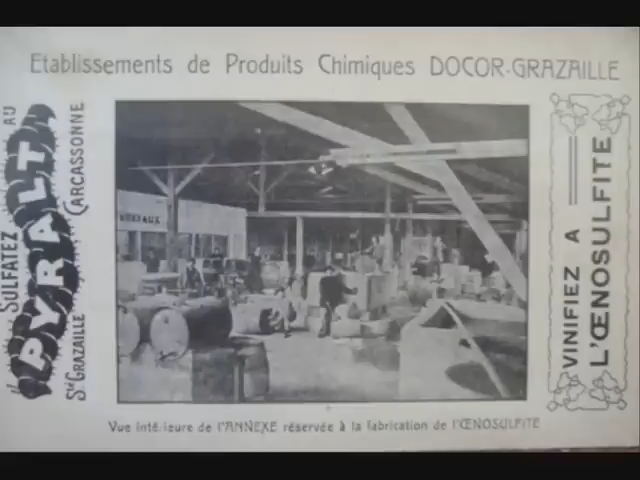 Etablissements de Produits Chimiques DOCOR-GRAZAILLE
SULFATEZ AU
PYRALT
Sté GRAZAILLE CARCASSONNE
BUREAUX
VINIFIEZ A
L'ŒNOSULFITE
Vue intérieure de l'ANNEXE réservée à la fabrication de l'ŒNOSULFITE